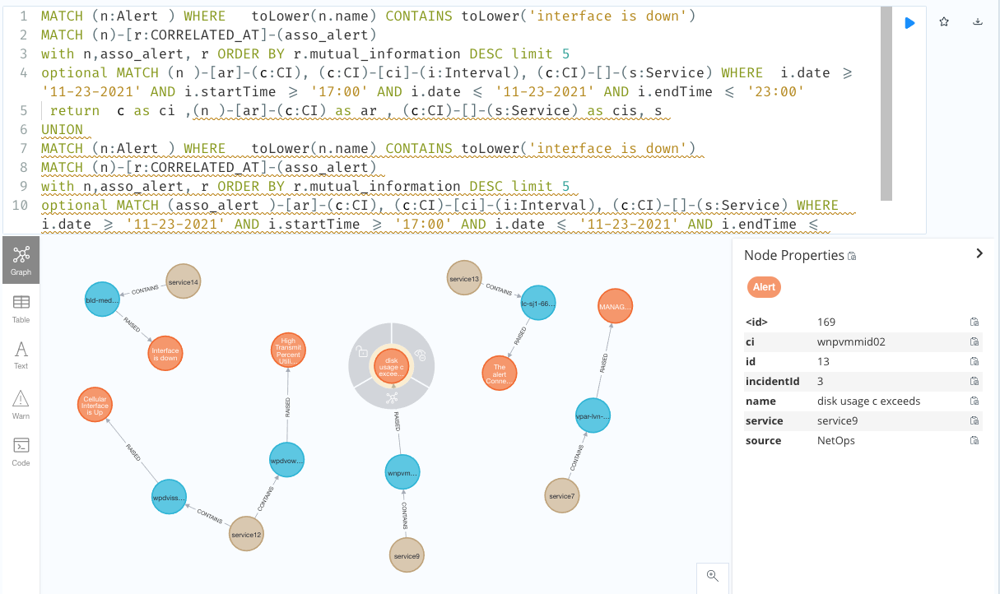 1 MATCH (n:Alert ) WHERE   toLower(n.name) CONTAINS toLower('interface is down')
2 MATCH (n)-[r:CORRELATED_AT]-(asso_alert)
3 with n,asso_alert, r ORDER BY r.mutual_information DESC limit 5
4 optional MATCH (n )-[ar]-(c:CI), (c:CI)-[ci]-(i:Interval), (c:CI)-[]-(s:Service) WHERE  i.date ≥
'11-23-2021' AND i.startTime ≥ '17:00' AND i.date ≤ '11-23-2021' AND i.endTime ≤ '23:00'
5  return  c as ci ,(n )-[ar]-(c:CI) as ar , (c:CI)-[]-(s:Service) as cis, s
6 UNION
7 MATCH (n:Alert ) WHERE   toLower(n.name) CONTAINS toLower('interface is down')
8 MATCH (n)-[r:CORRELATED_AT]-(asso_alert)
9 with n,asso_alert, r ORDER BY r.mutual_information DESC limit 5
10 optional MATCH (asso_alert )-[ar]-(c:CI), (c:CI)-[ci]-(i:Interval), (c:CI)-[]-(s:Service) WHERE
i.date ≥ '11-23-2021' AND i.startTime ≥ '17:00' AND i.date ≤ '11-23-2021' AND i.endTime ≤
Graph
Table
Text
Warn
Code
service14
CONTAINS
bld-med...
RAISED
Interface
is down
High
Transmit
Percent
Utili...
Cellular
Interface
is Up
RAISED
RAISED
wpdvow...
wpdviss...
CONTAINS
CONTAINS
service12
disk
usage c
excee...
RAISED
wnpvm...
CONTAINS
service9
service13
CONTAINS
lc-sj1-66...
RAISED
The
alert
Conne...
MANAG...
RAISED
vpar-lvn-...
CONTAINS
service7
Node Properties
Alert
<id> 169
ci wnpvmmid02
id 13
incidentId 3
name disk usage c exceeds
service service9
source NetOps